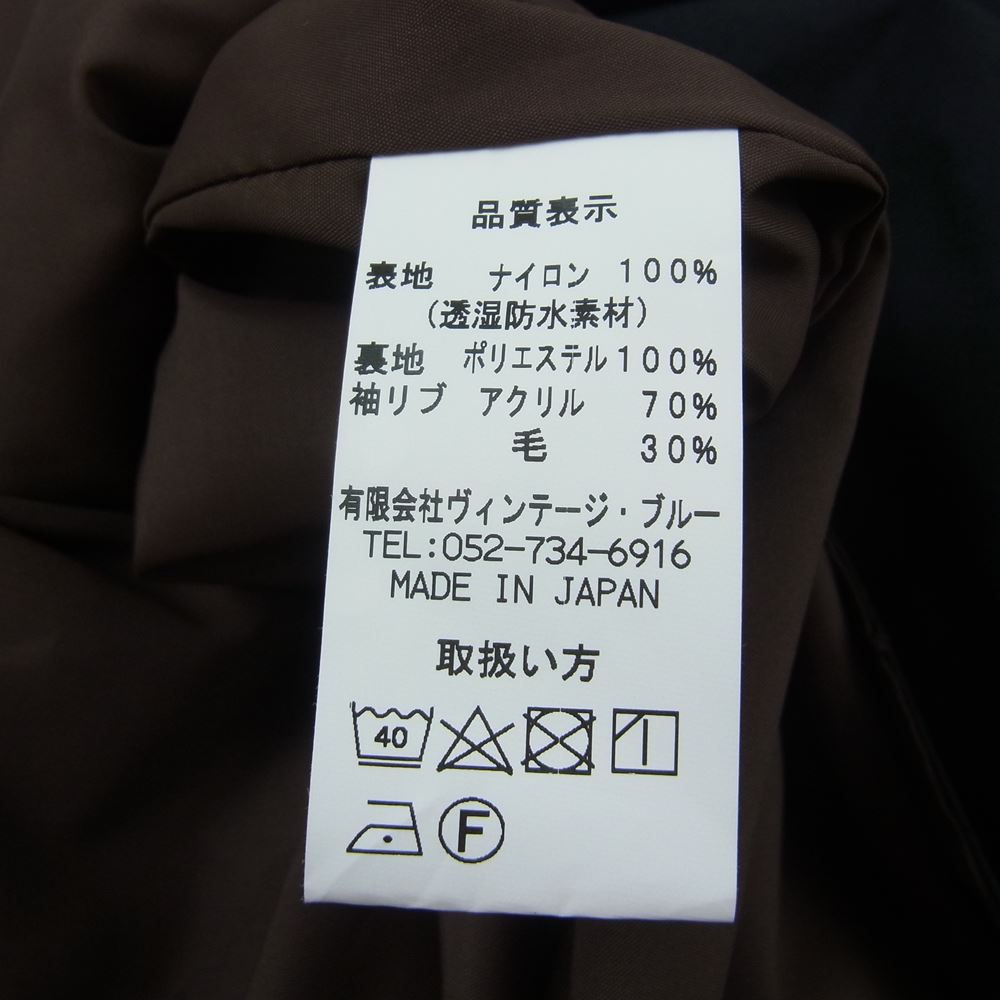 品質表示
表地 ナイロン 100%
(透湿防水素材)
裏地 ポリエステル100%
袖リブ アクリル 70%
毛 30%
有限会社ヴィンテージ・ブルー
TEL:052-734-6916
MADE IN JAPAN
取扱い方
40
F